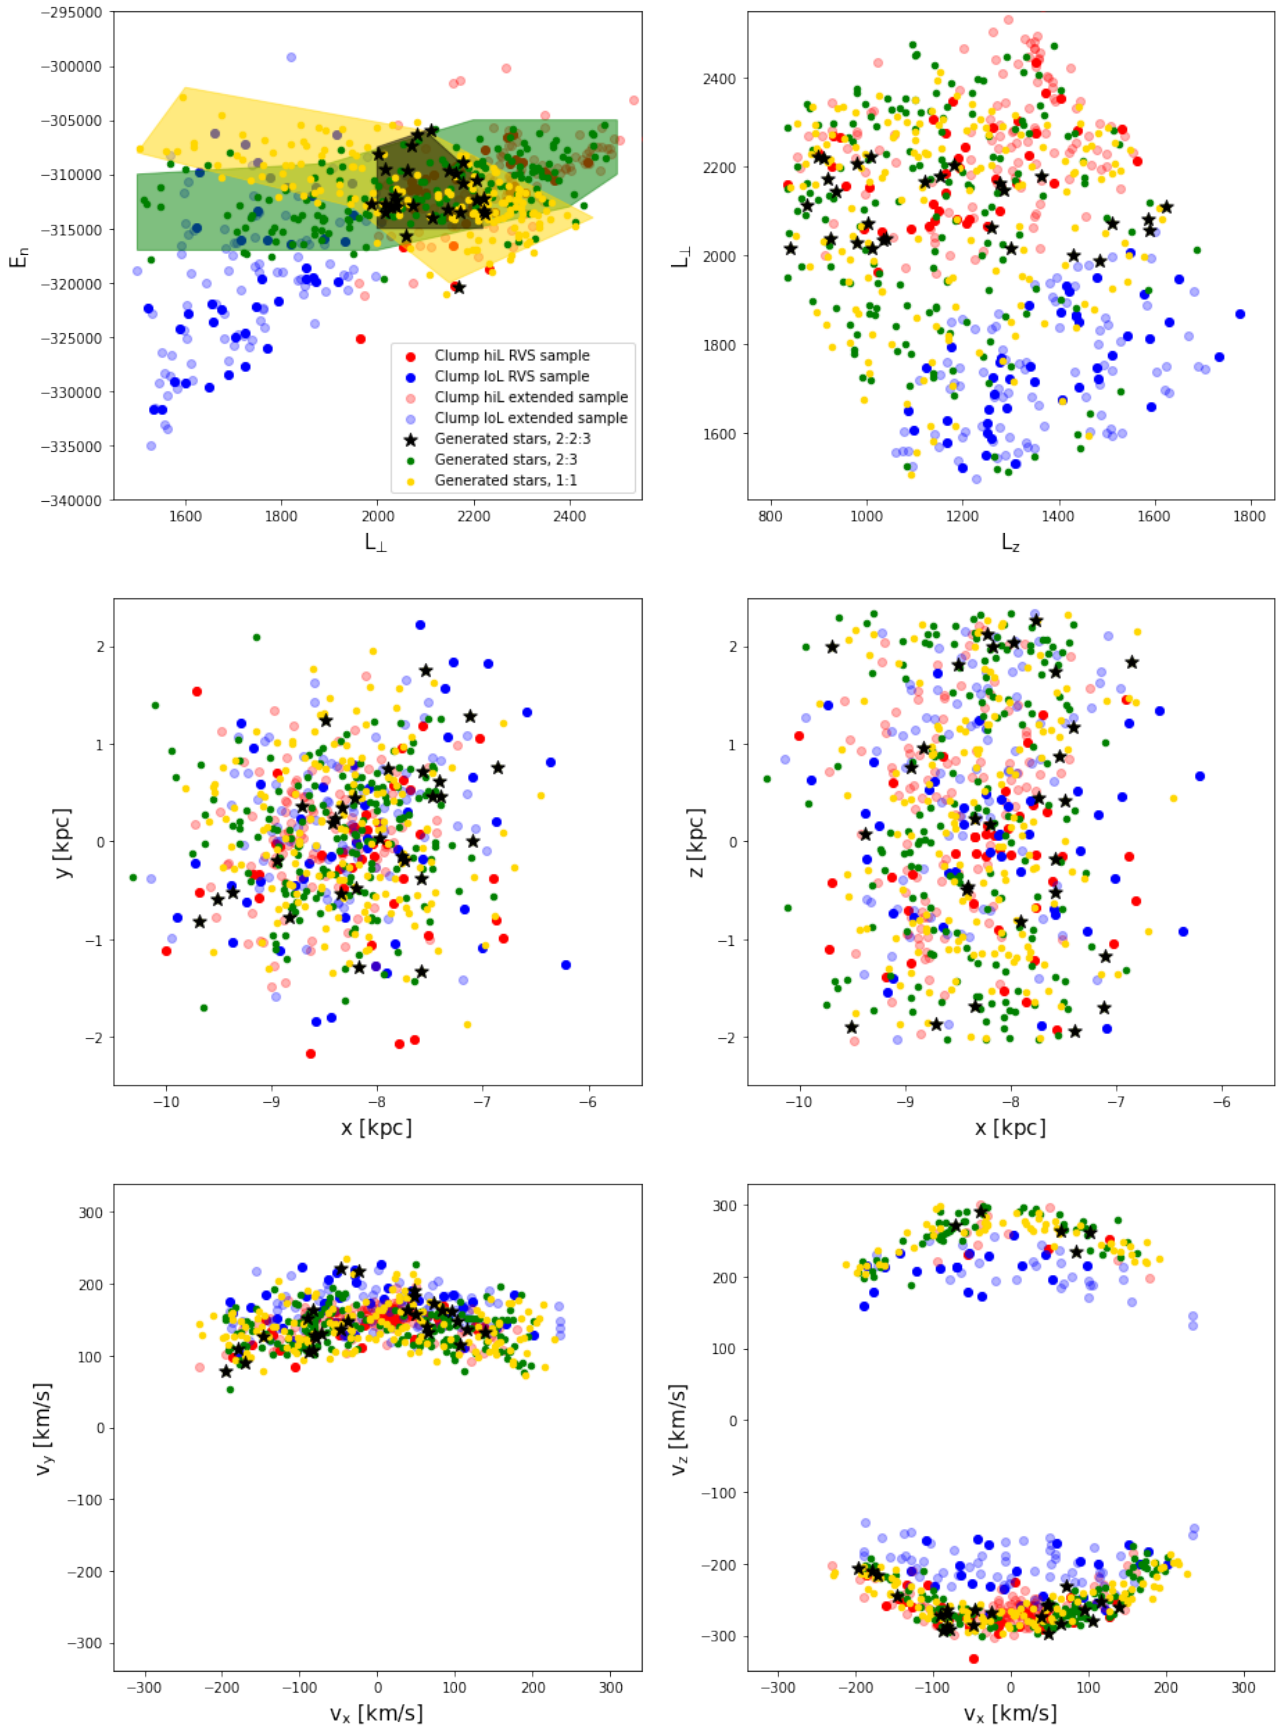 −295000
−300000
−305000
−310000
−315000
−320000
−325000
−330000
−335000
−340000
Eₙ
1600 1800 2000 2200 2400
L⊥
Clump hiL RVS sample
Clump loL RVS sample
Clump hiL extended sample
Clump loL extended sample
Generated stars, 2:2:3
Generated stars, 2:3
Generated stars, 1:1
2400
2200
2000
1800
1600
L⊥
800 1000 1200 1400 1600 1800
L_z
2
1
0
−1
−2
y [kpc]
−10 −9 −8 −7 −6
x [kpc]
2
1
0
−1
−2
z [kpc]
−10 −9 −8 −7 −6
x [kpc]
300
200
100
0
−100
−200
−300
v_y [km/s]
−300 −200 −100 0 100 200 300
v_x [km/s]
300
200
100
0
−100
−200
−300
v_z [km/s]
−300 −200 −100 0 100 200 300
v_x [km/s]